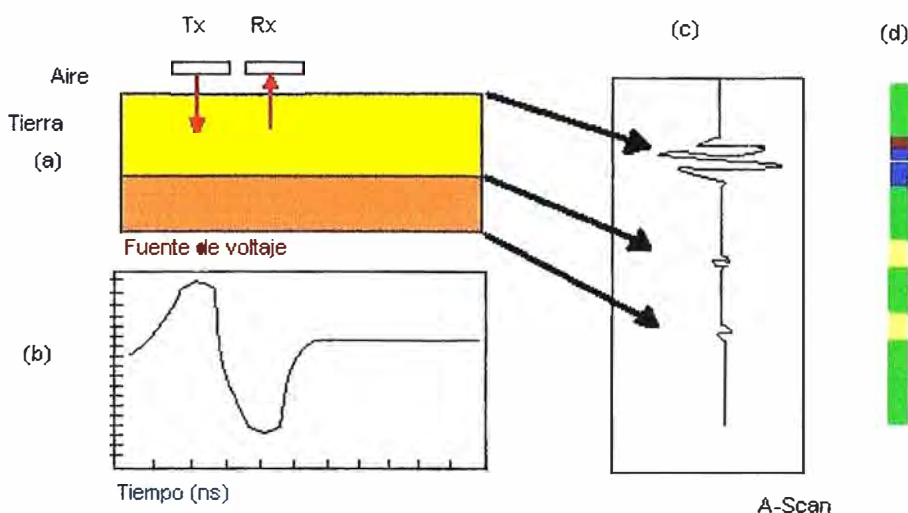 Tx Rx (c) (d)
Aire
Tierra
(a)
Fuente de voltaje
(b)
Tiempo (ns)
A-Scan